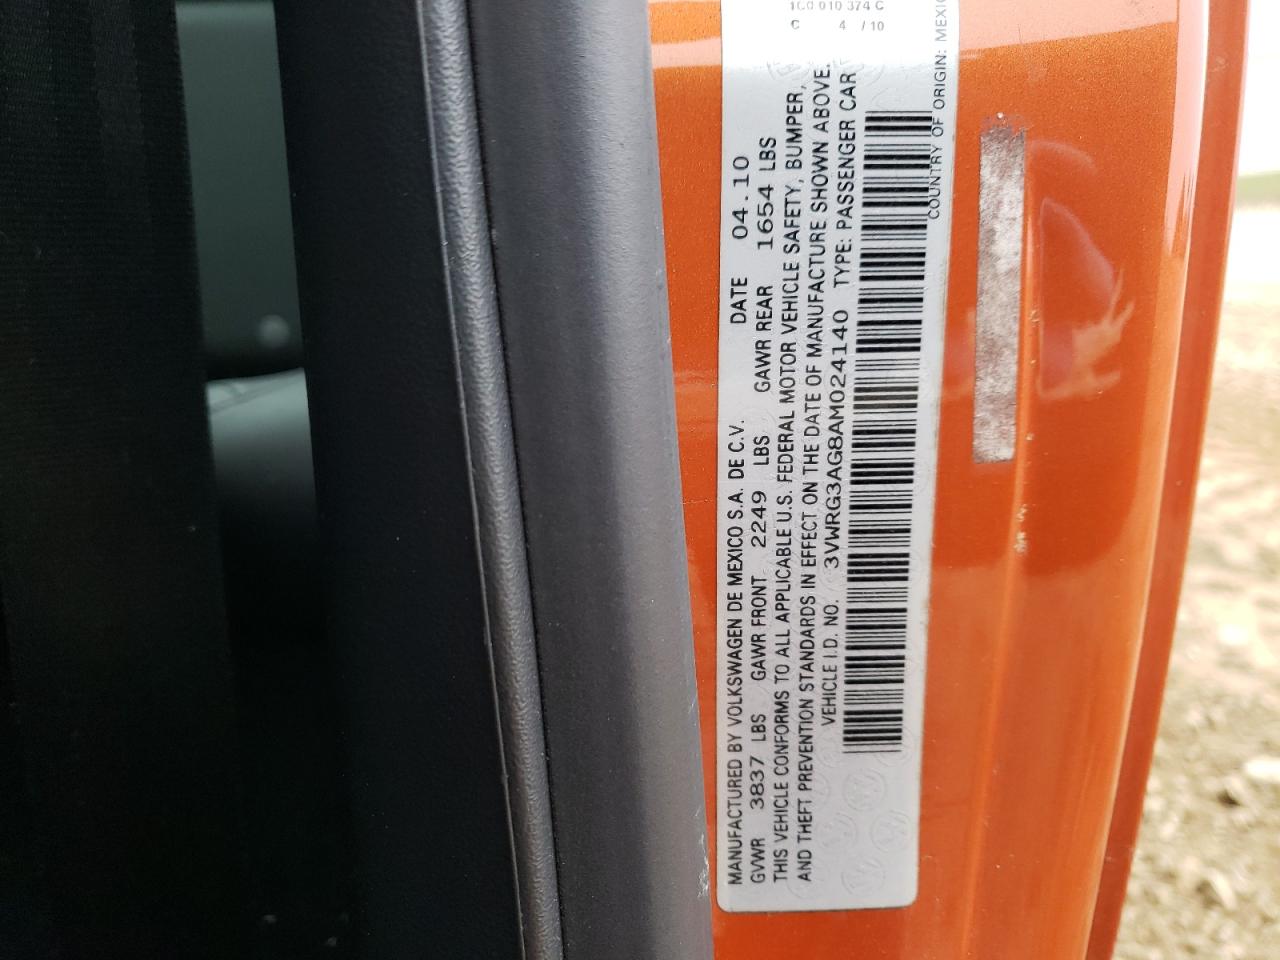 MANUFACTURED BY VOLKSWAGEN DE MEXICO S.A. DE C.V. DATE 04.10
GVWR 3837 LBS GAWR FRONT 2249 LBS GAWR REAR 1654 LBS
THIS VEHICLE CONFORMS TO ALL APPLICABLE U.S. FEDERAL MOTOR VEHICLE SAFETY, BUMPER,
AND THEFT PREVENTION STANDARDS IN EFFECT ON THE DATE OF MANUFACTURE SHOWN ABOVE.
VEHICLE I.D. NO. 3VWRG3AG8AM024140 TYPE: PASSENGER CAR
COUNTRY OF ORIGIN: MEXIC
010 374 C
C 4 /10